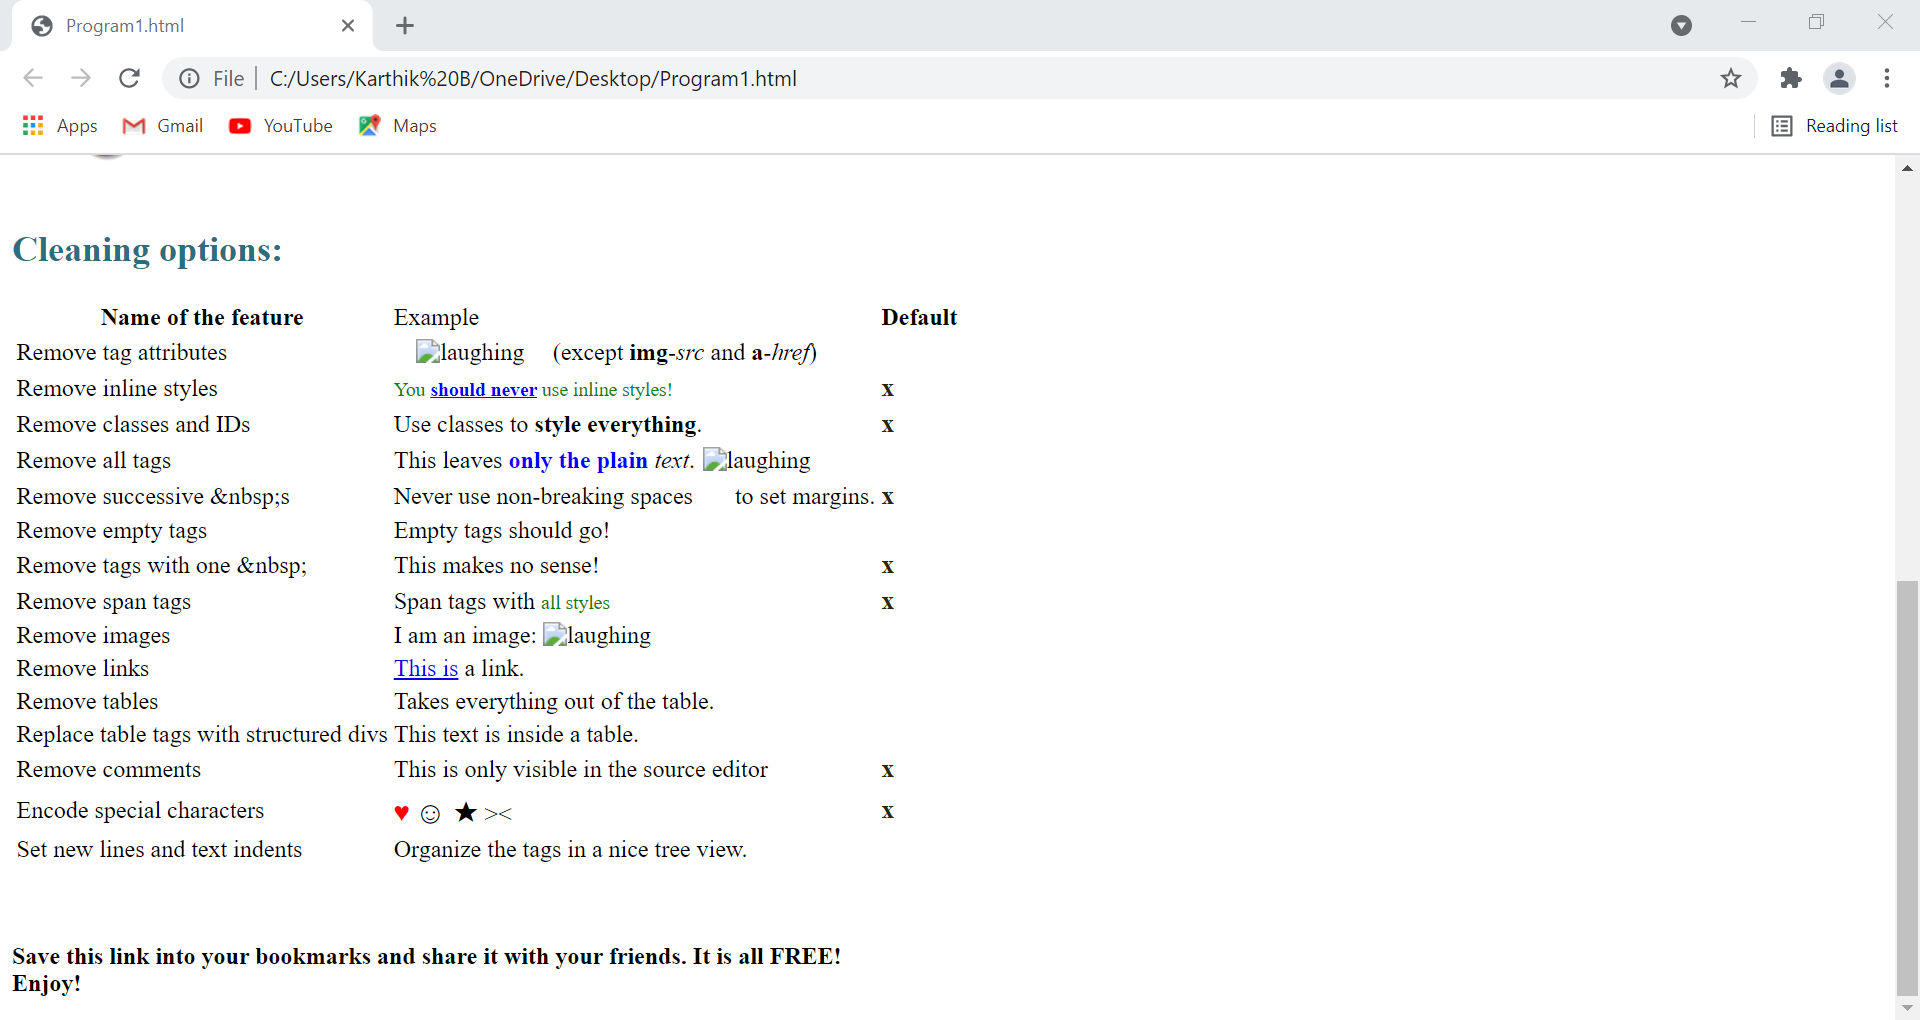 Program1.html
File C:/Users/Karthik%20B/OneDrive/Desktop/Program1.html
Apps Gmail YouTube Maps Reading list
Cleaning options:
Name of the feature Example Default
Remove tag attributes laughing (except img-src and a-href)
Remove inline styles You should never use inline styles! x
Remove classes and IDs Use classes to style everything. x
Remove all tags This leaves only the plain text. laughing
Remove successive &nbsp;s Never use non-breaking spaces to set margins. x
Remove empty tags Empty tags should go!
Remove tags with one &nbsp; This makes no sense! x
Remove span tags Span tags with all styles x
Remove images I am an image: laughing
Remove links This is a link.
Remove tables Takes everything out of the table.
Replace table tags with structured divs This text is inside a table.
Remove comments This is only visible in the source editor x
Encode special characters ♥ ☺ ★ >< x
Set new lines and text indents Organize the tags in a nice tree view.
Save this link into your bookmarks and share it with your friends. It is all FREE!
Enjoy!